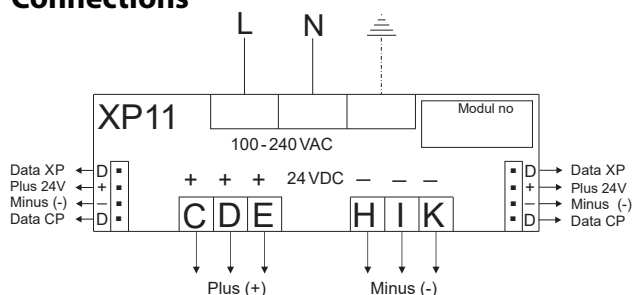 Connections
L N
XP11
Modul no
100-240 VAC
Data XP D D Data XP
Plus 24V + + Plus 24V
Minus (-) – – Minus (-)
Data CP D D Data CP
+ + + 24 VDC – – –
C D E H I K
Plus (+) Minus (-)